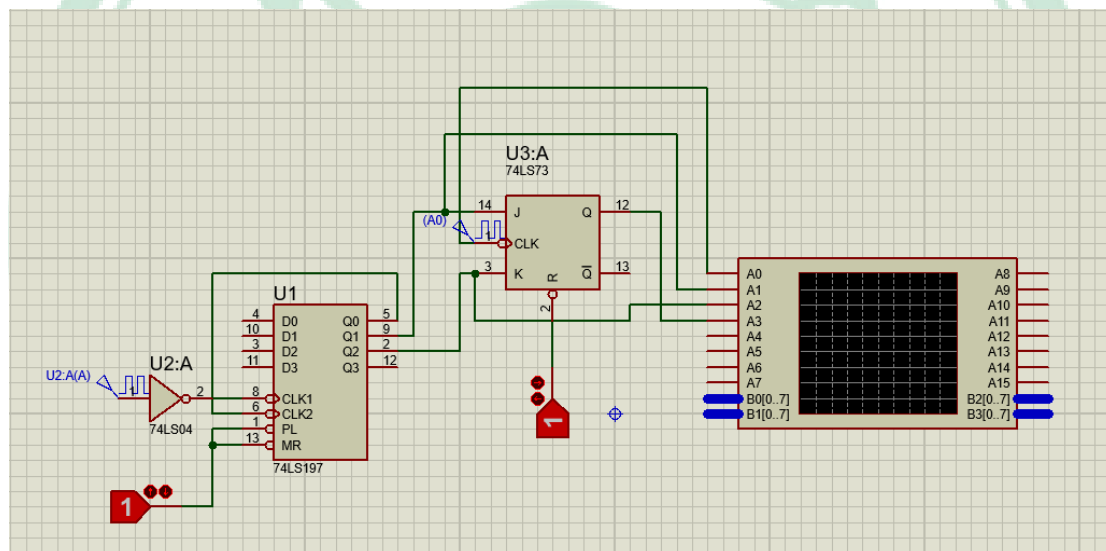 U3:A
74LS73
14
J
Q
12
(A0)
1
CLK
3
K
Q
13
R
2
A0
A1
A2
A3
A4
A5
A6
A7
B0[0..7]
B1[0..7]
A8
A9
A10
A11
A12
A13
A14
A15
B2[0..7]
B3[0..7]
U1
4
D0
Q0
5
10
D1
Q1
9
3
D2
Q2
2
11
D3
Q3
12
8
CLK1
6
CLK2
1
PL
13
MR
74LS197
U2:A
U2:A(A)
1
2
74LS04
1
1